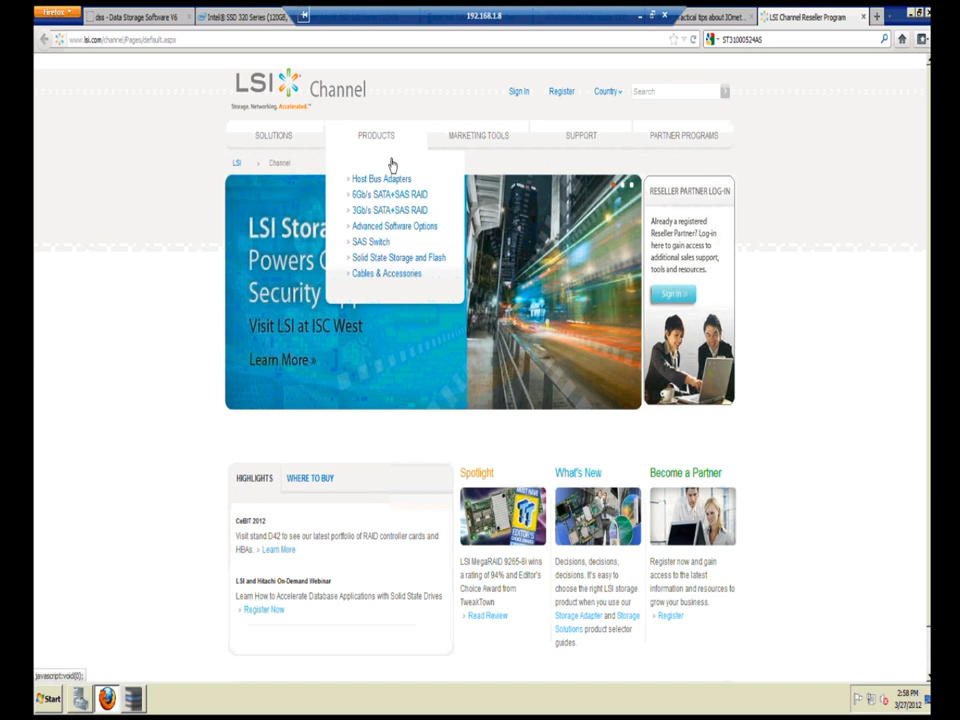 Firefox
dss - Data Storage Software V6
Intel® SSD 320 Series (120GB,
192.168.1.8
actical tips about IOmet...
LSI Channel Reseller Program
www.lsi.com/channel/Pages/default.aspx
ST31000524AS
LSI Channel
Storage. Networking. Accelerated.™
Sign In
Register
Country
Search
SOLUTIONS
PRODUCTS
MARKETING TOOLS
SUPPORT
PARTNER PROGRAMS
LSI > Channel
Host Bus Adapters
6Gb/s SATA+SAS RAID
3Gb/s SATA+SAS RAID
Advanced Software Options
SAS Switch
Solid State Storage and Flash
Cables & Accessories
LSI Stora
Powers
Security
Visit LSI at ISC West
Learn More »
RESELLER PARTNER LOG-IN
Already a registered
Reseller Partner? Log-in
here to gain access to
additional sales support,
tools and resources.
Sign In »
HIGHLIGHTS
WHERE TO BUY
CeBIT 2012
Visit stand D42 to see our latest portfolio of RAID controller cards and
HBAs. » Learn More
LSI and Hitachi On-Demand Webinar
Learn How to Accelerate Database Applications with Solid State Drives
» Register Now
Spotlight
LSI MegaRAID 9265-8i wins
a rating of 94% and Editor's
Choice Award from
TweakTown
» Read Review
What's New
Decisions, decisions,
decisions. It's easy to
choose the right LSI storage
product when you use our
Storage Adapter and Storage
Solutions product selector
guides.
Become a Partner
Register now and gain
access to the latest
information and resources to
grow your business.
» Register
javascript:void(0);
Start
2:58 PM
3/27/2012